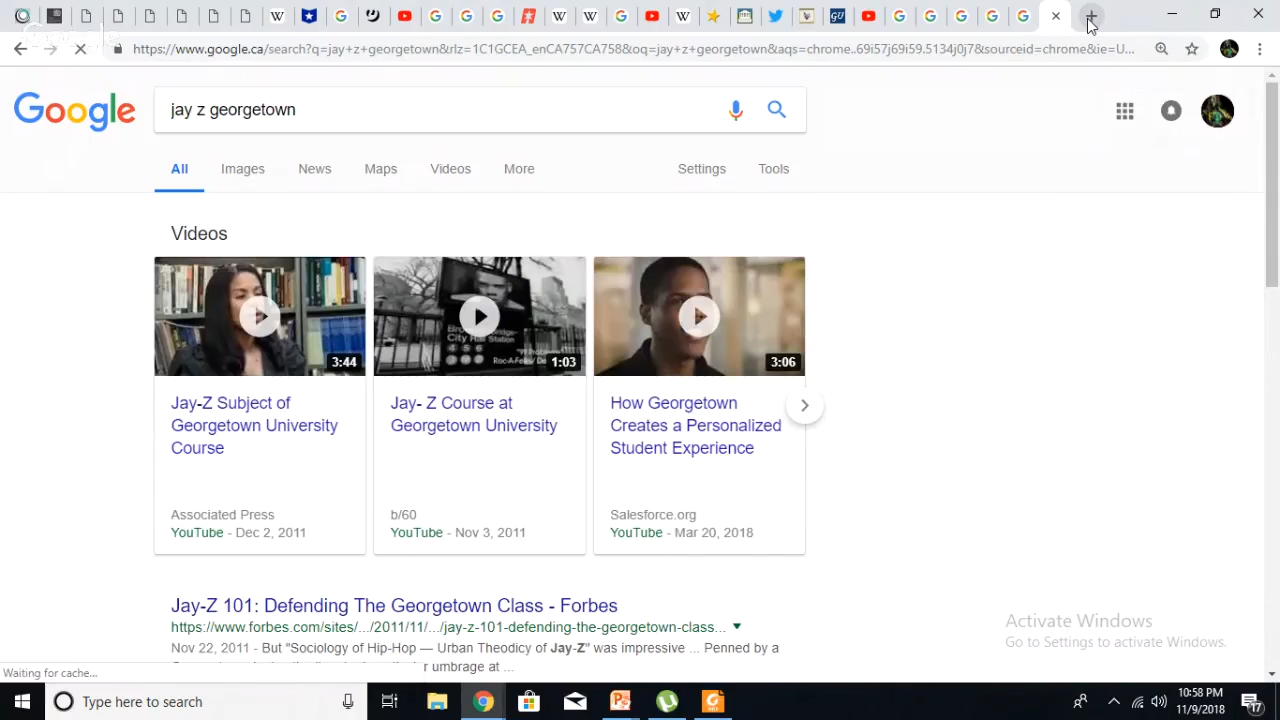 https://www.google.ca/search?q=jay+z+georgetown&rlz=1C1GCEA_enCA757CA758&oq=jay+z+georgetown&aqs=chrome..69i57j69i59.5134j0j7&sourceid=chrome&ie=U...
Google
jay z georgetown
All Images News Maps Videos More Settings Tools
Videos
3:44 1:03 3:06
Jay-Z Subject of Georgetown University Course
Associated Press
YouTube - Dec 2, 2011
Jay- Z Course at Georgetown University
b/60
YouTube - Nov 3, 2011
How Georgetown Creates a Personalized Student Experience
Salesforce.org
YouTube - Mar 20, 2018
City Hall Station
Jay-Z 101: Defending The Georgetown Class - Forbes
https://www.forbes.com/sites/.../2011/11/.../jay-z-101-defending-the-georgetown-class...
Nov 22, 2011 - But "Sociology of Hip-Hop — Urban Theodicy of Jay-Z" was impressive ... Penned by a
r umbrage at ...
Activate Windows
Go to Settings to activate Windows.
Waiting for cache...
Type here to search
10:58 PM
11/9/2018
17